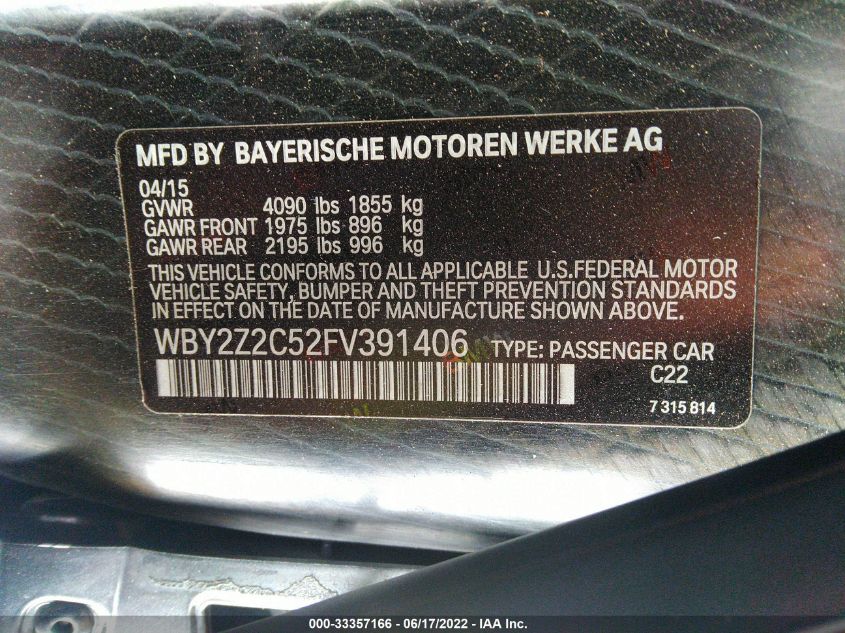 MFD BY BAYERISCHE MOTOREN WERKE AG
04/15
GVWR 4090 lbs 1855 kg
GAWR FRONT 1975 lbs 896 kg
GAWR REAR 2195 lbs 996 kg
THIS VEHICLE CONFORMS TO ALL APPLICABLE U.S.FEDERAL MOTOR
VEHICLE SAFETY, BUMPER AND THEFT PREVENTION STANDARDS
IN EFFECT ON THE DATE OF MANUFACTURE SHOWN ABOVE.
WBY2Z2C52FV391406 TYPE: PASSENGER CAR
C22
7 315 814
000-33357166 - 06/17/2022 - IAA Inc.